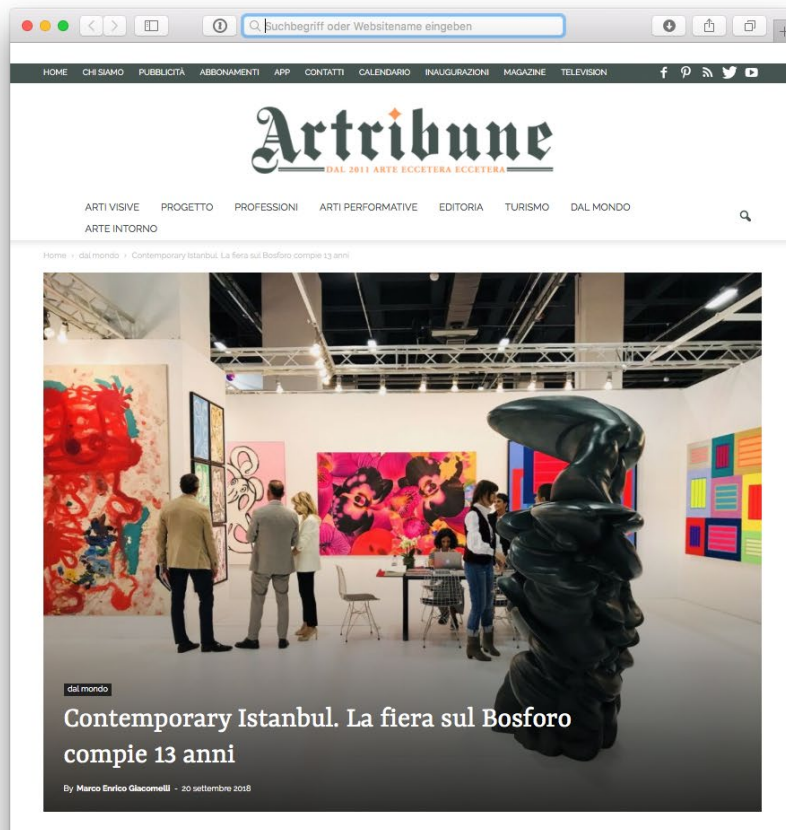 Suchbegriff oder Websitename eingeben
HOME CHI SIAMO PUBBLICITÀ ABBONAMENTI APP CONTATTI CALENDARIO INAUGURAZIONI MAGAZINE TELEVISION
Artribune
DAL 2011 ARTE ECCETERA ECCETERA
ARTI VISIVE PROGETTO PROFESSIONI ARTI PERFORMATIVE EDITORIA TURISMO DAL MONDO
ARTE INTORNO
Home › dal mondo › Contemporary Istanbul. La fiera sul Bosforo compie 13 anni
dal mondo
Contemporary Istanbul. La fiera sul Bosforo
compie 13 anni
By Marco Enrico Giacomelli - 20 settembre 2018